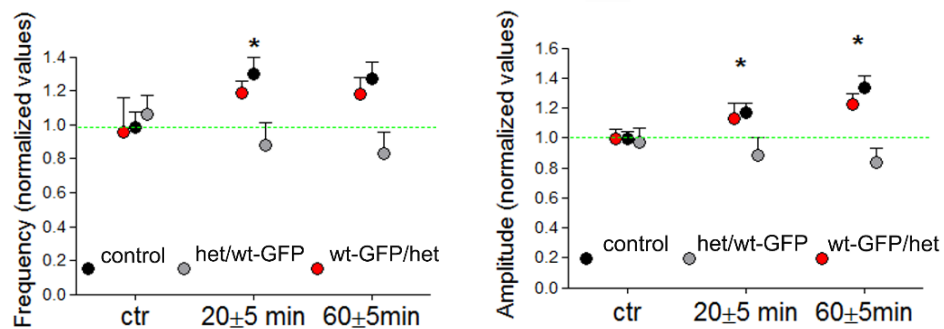 Frequency (normalized values)
1.4
1.2
1.0
0.8
0.6
0.4
0.2
0.0
*
control
het/wt-GFP
wt-GFP/het
ctr
20±5 min
60±5min
Amplitude (normalized values)
1.6
1.4
1.2
1.0
0.8
0.6
0.4
0.2
0.0
*
*
control
het/wt-GFP
wt-GFP/het
ctr
20±5 min
60±5min